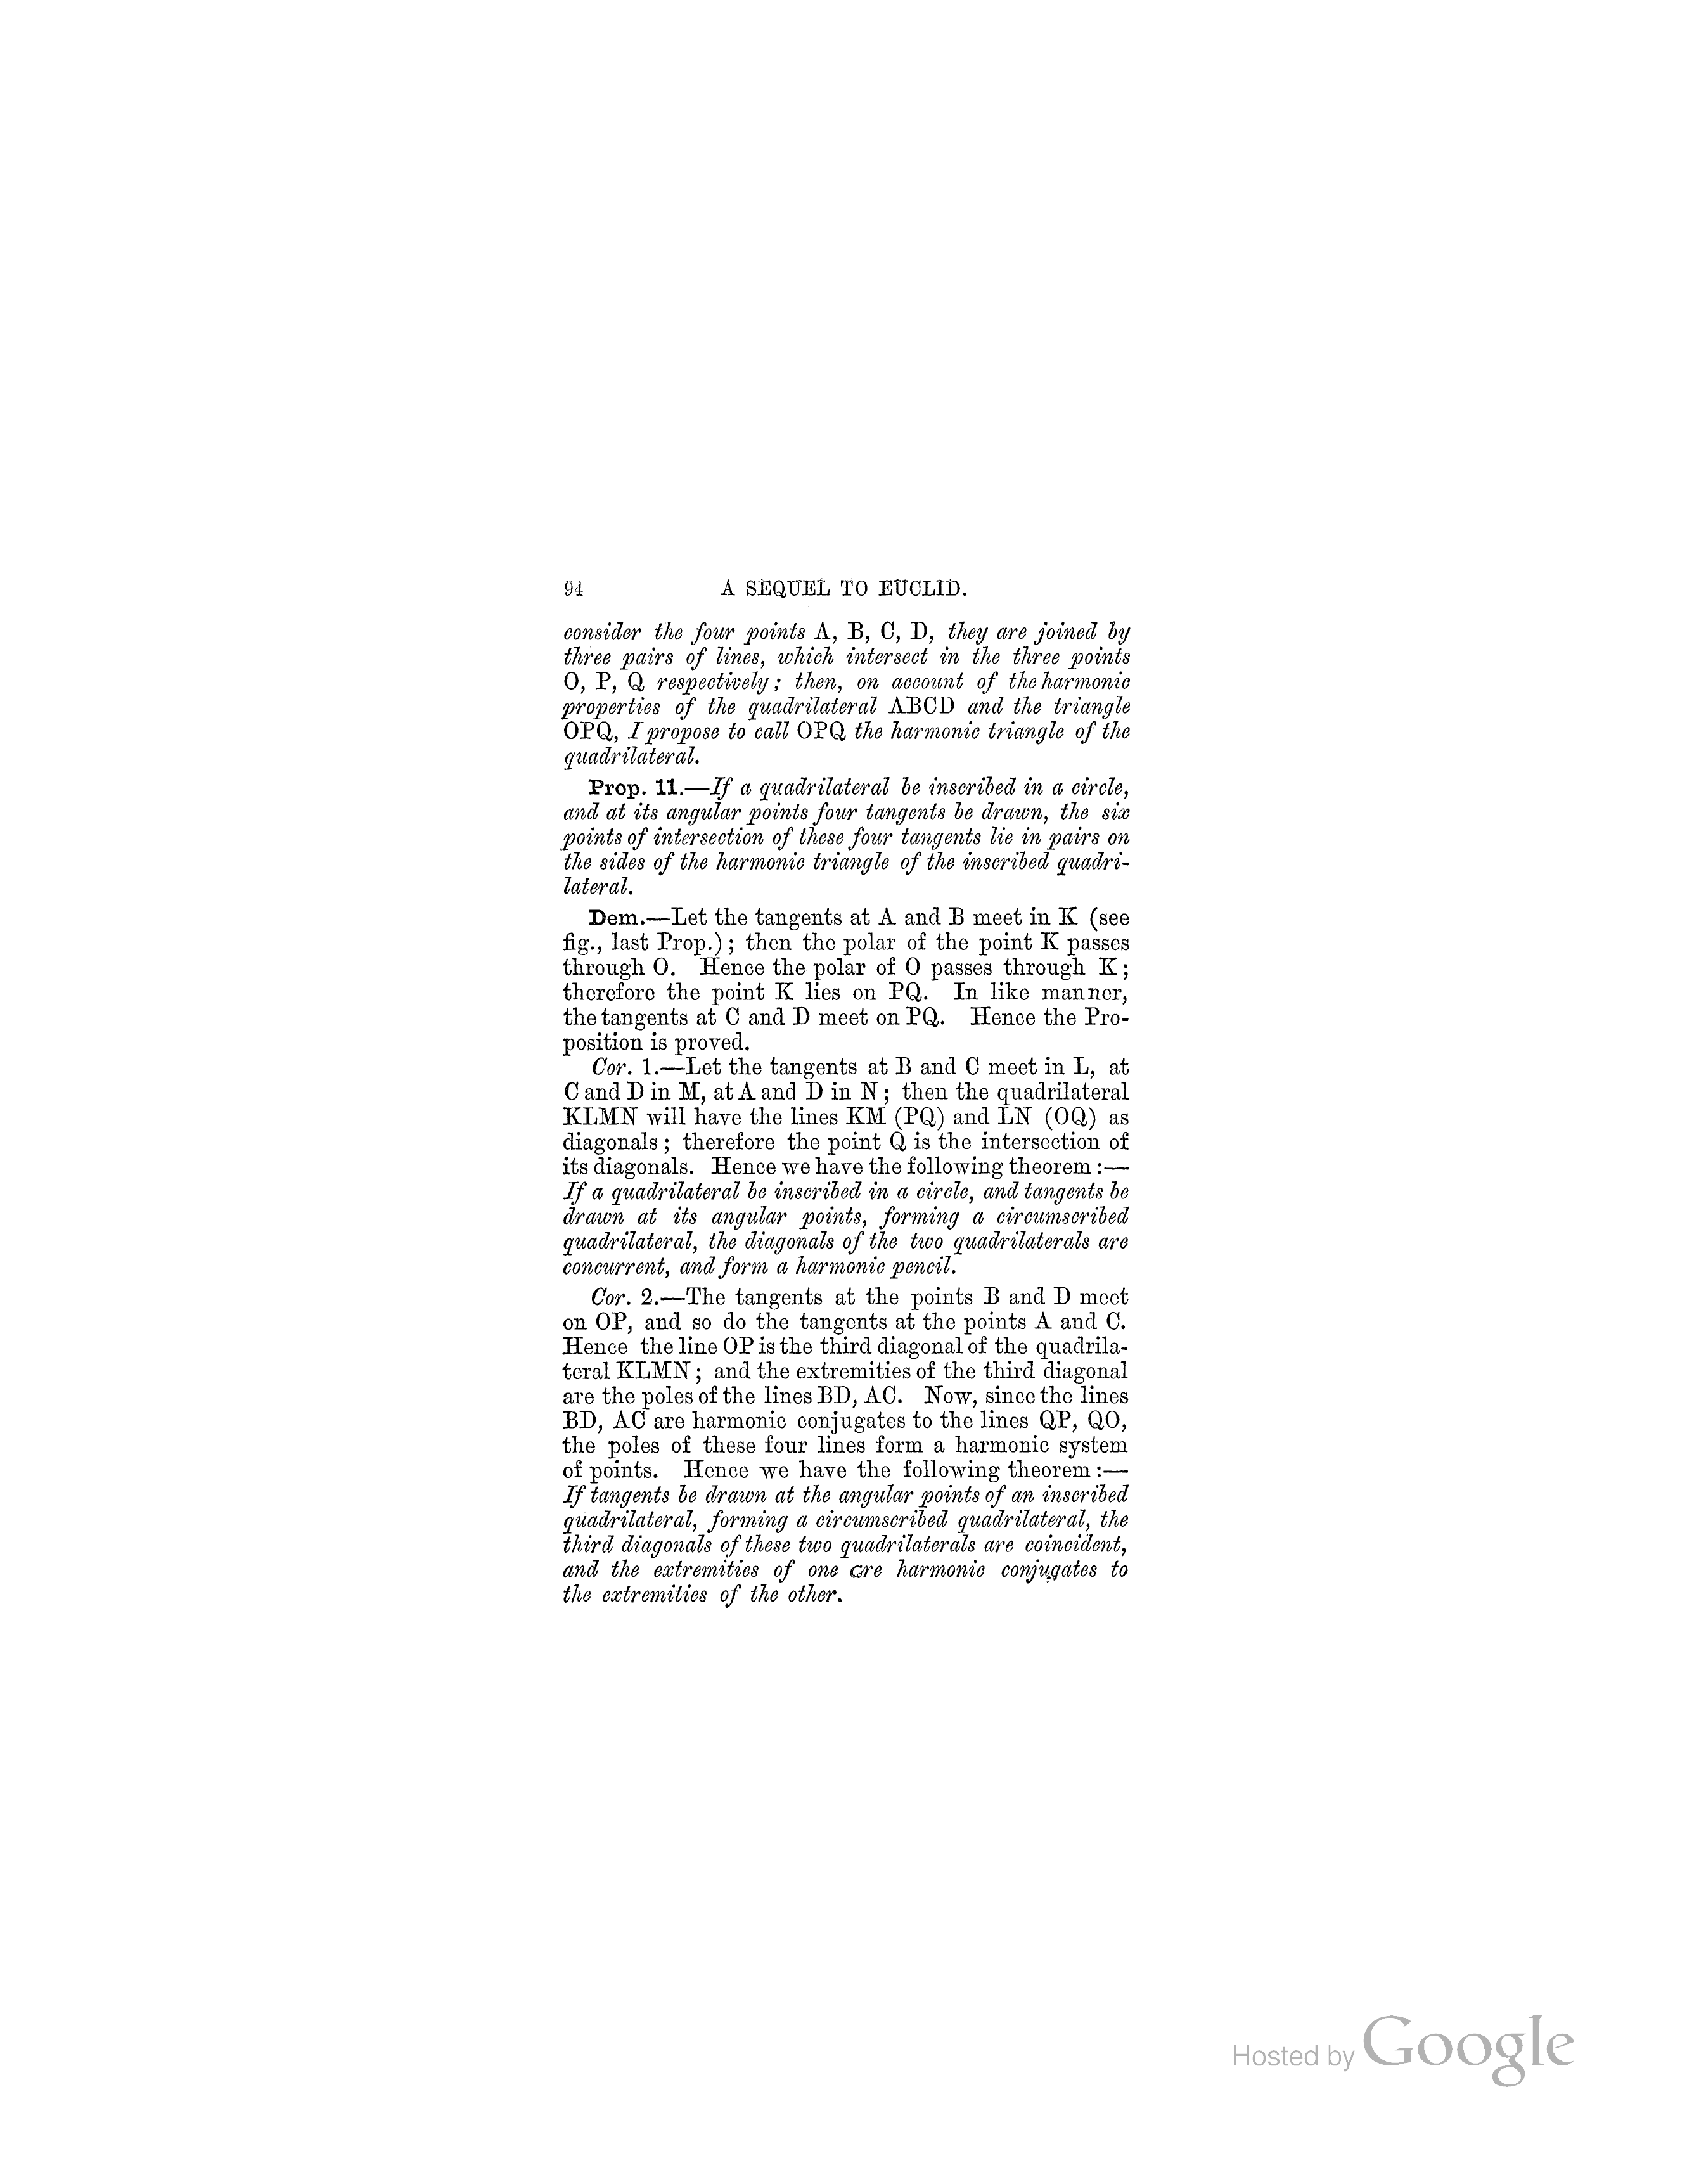 94 A SEQUEL TO EUCLID.
consider the four points A, B, C, D, they are joined by
three pairs of lines, which intersect in the three points
O, P, Q respectively; then, on account of the harmonic
properties of the quadrilateral ABCD and the triangle
OPQ, I propose to call OPQ the harmonic triangle of the
quadrilateral.
Prop. 11.—If a quadrilateral be inscribed in a circle,
and at its angular points four tangents be drawn, the six
points of intersection of these four tangents lie in pairs on
the sides of the harmonic triangle of the inscribed quadri-
lateral.
Dem.—Let the tangents at A and B meet in K (see
fig., last Prop.); then the polar of the point K passes
through O. Hence the polar of O passes through K;
therefore the point K lies on PQ. In like manner,
the tangents at C and D meet on PQ. Hence the Pro-
position is proved.
Cor. 1.—Let the tangents at B and C meet in L, at
C and D in M, at A and D in N; then the quadrilateral
KLMN will have the lines KM (PQ) and LN (OQ) as
diagonals; therefore the point Q is the intersection of
its diagonals. Hence we have the following theorem:—
If a quadrilateral be inscribed in a circle, and tangents be
drawn at its angular points, forming a circumscribed
quadrilateral, the diagonals of the two quadrilaterals are
concurrent, and form a harmonic pencil.
Cor. 2.—The tangents at the points B and D meet
on OP, and so do the tangents at the points A and C.
Hence the line OP is the third diagonal of the quadrila-
teral KLMN; and the extremities of the third diagonal
are the poles of the lines BD, AC. Now, since the lines
BD, AC are harmonic conjugates to the lines QP, QO,
the poles of these four lines form a harmonic system
of points. Hence we have the following theorem:—
If tangents be drawn at the angular points of an inscribed
quadrilateral, forming a circumscribed quadrilateral, the
third diagonals of these two quadrilaterals are coincident,
and the extremities of one are harmonic conjugates to
the extremities of the other.
Hosted by Google